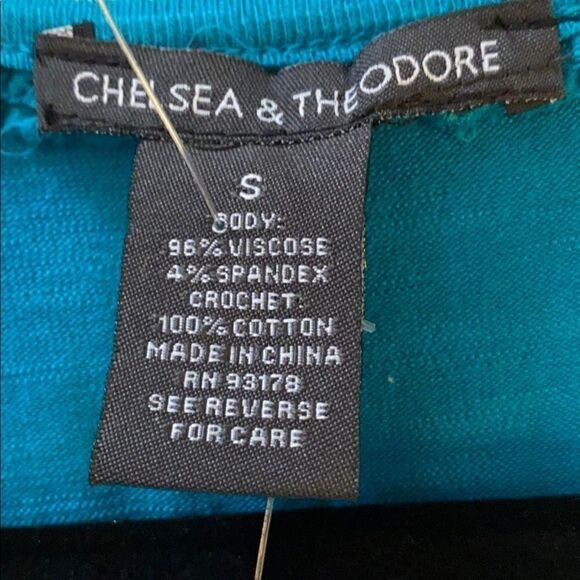 CHELSEA & THEODORE
S
BODY:
96% VISCOSE
4% SPANDEX
CROCHET:
100% COTTON
MADE IN CHINA
RN 93178
SEE REVERSE
FOR CARE